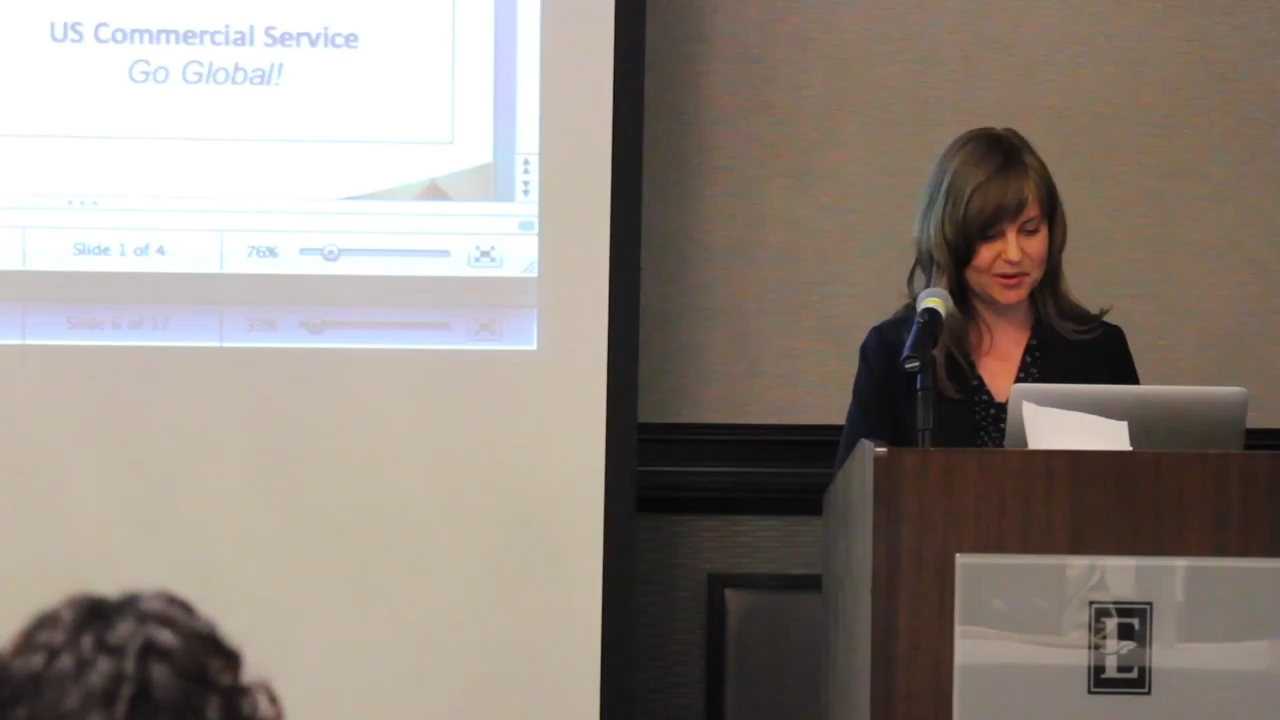 US Commercial Service
Go Global!
Slide 1 of 4
76%
Slide 6 of 17
33%
E